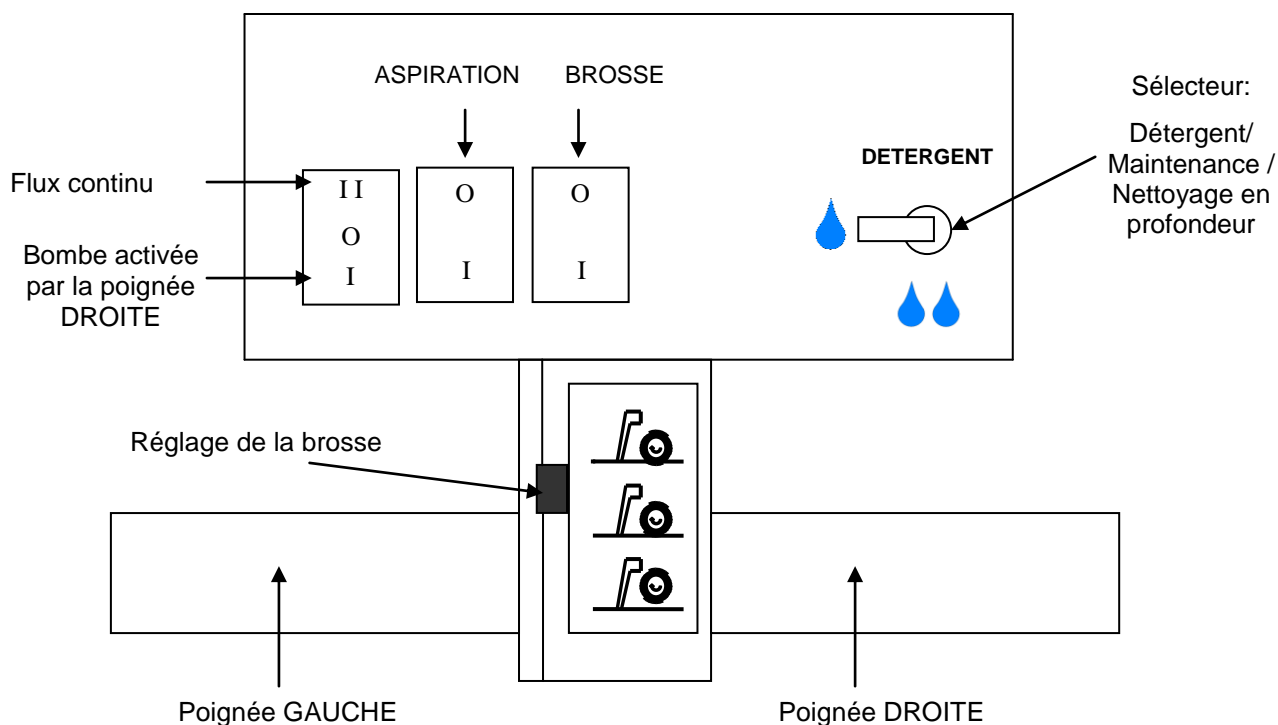 ASPIRATION
BROSSE
Sélecteur:
Détergent/
Maintenance /
Nettoyage en
profondeur
DETERGENT
Flux continu
Bombe activée
par la poignée
DROITE
I I
O
I
O
I
O
I
Réglage de la brosse
Poignée GAUCHE
Poignée DROITE